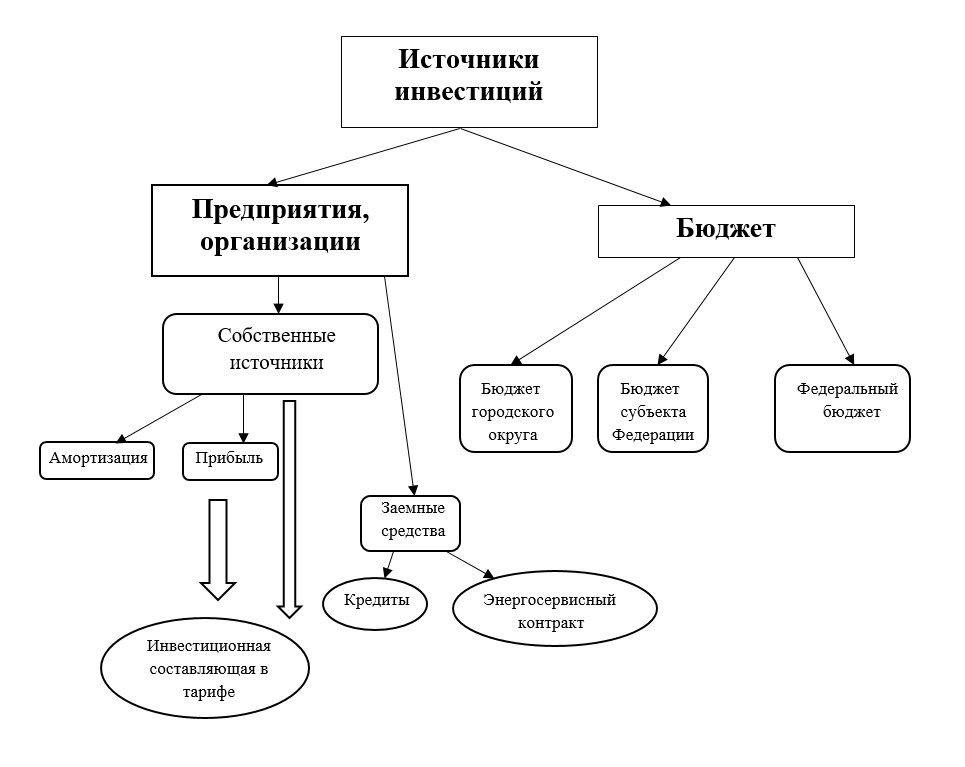 Источники
инвестиций
Предприятия,
организации
Бюджет
Собственные
источники
Бюджет
городского
округа
Бюджет
субъекта
Федерации
Федеральный
бюджет
Амортизация
Прибыль
Заемные
средства
Кредиты
Энергосервисный
контракт
Инвестиционная
составляющая в
тарифе